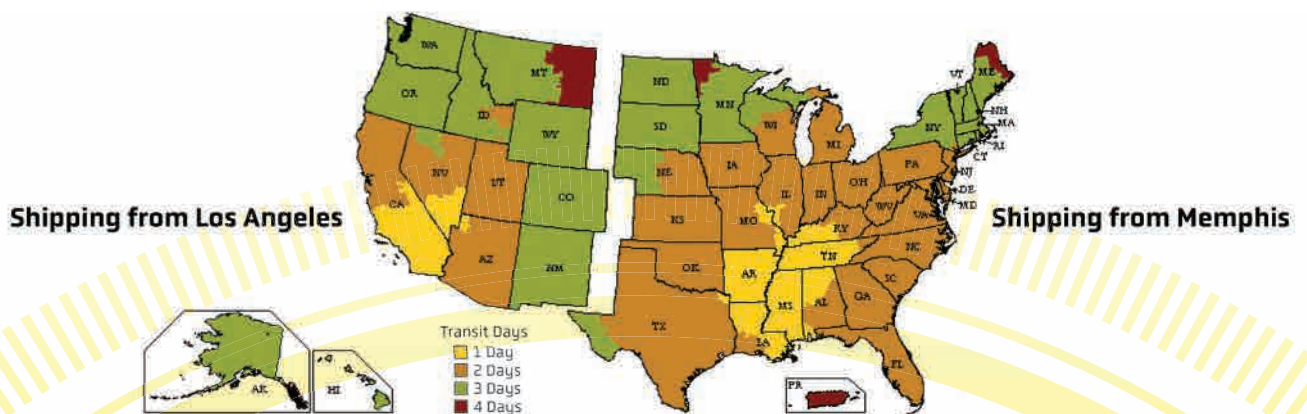 Shipping from Los Angeles
Shipping from Memphis
Transit Days
1 Day
2 Days
3 Days
4 Days
WA
OR
CA
NV
ID
MT
WY
UT
CO
AZ
NM
AK
HI
ND
SD
NE
KS
OK
TX
MN
IA
MO
AR
LA
WI
IL
MI
IN
OH
KY
TN
MS
AL
GA
FL
SC
NC
VA
WV
PA
NY
VT
ME
NH
MA
RI
CT
NJ
DE
MD
PR